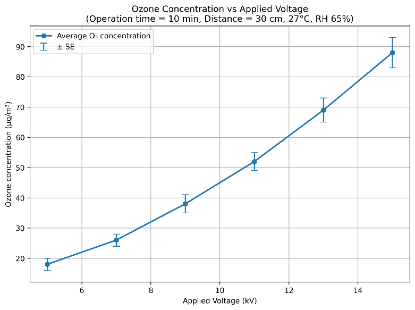 Ozone Concentration vs Applied Voltage
(Operation time = 10 min, Distance = 30 cm, 27°C, RH 65%)
Average O₃ concentration
± SE
90
80
70
60
50
40
30
20
Ozone concentration (µg/m³)
6
8
10
12
14
Applied Voltage (kV)